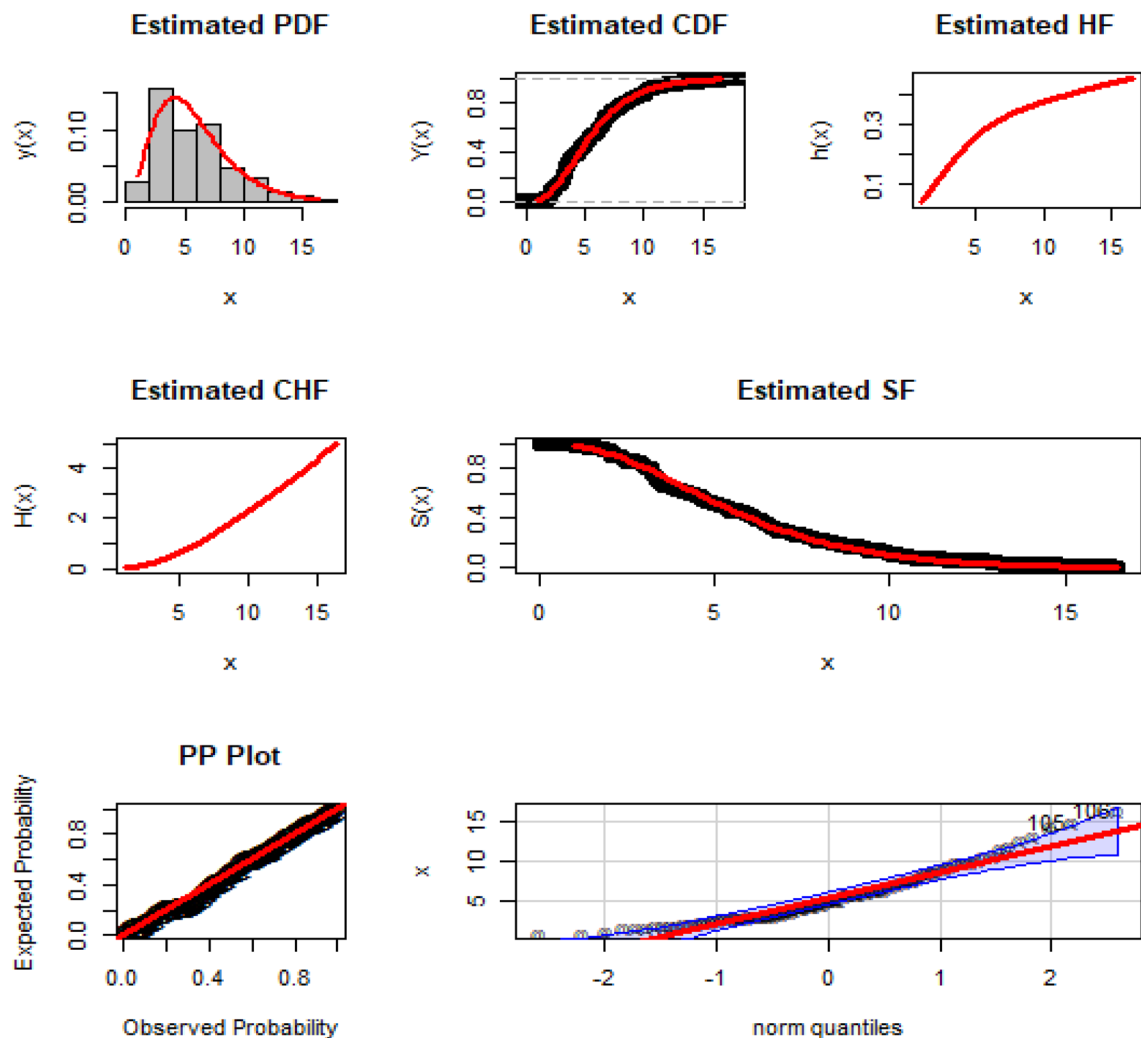 Estimated PDF
y(x)
0.00 0.10
0 5 10 15
x
Estimated CDF
Y(x)
0.0 0.4 0.8
0 5 10 15
x
Estimated HF
h(x)
0.1 0.3
5 10 15
x
Estimated CHF
H(x)
0 2 4
5 10 15
x
Estimated SF
S(x)
0.0 0.4 0.8
0 5 10 15
x
PP Plot
Expected Probability
0.0 0.4 0.8
0.0 0.4 0.8
Observed Probability
x
5 10 15
105 106
-2 -1 0 1 2
norm quantiles